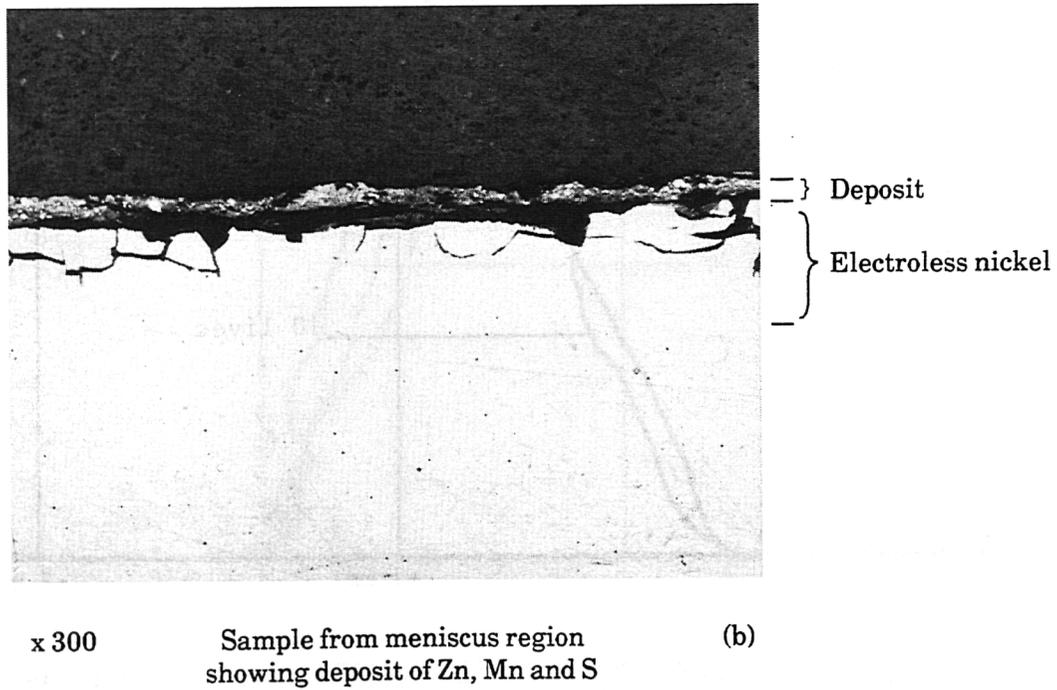 Deposit
Electroless nickel
x 300
Sample from meniscus region
showing deposit of Zn, Mn and S
(b)